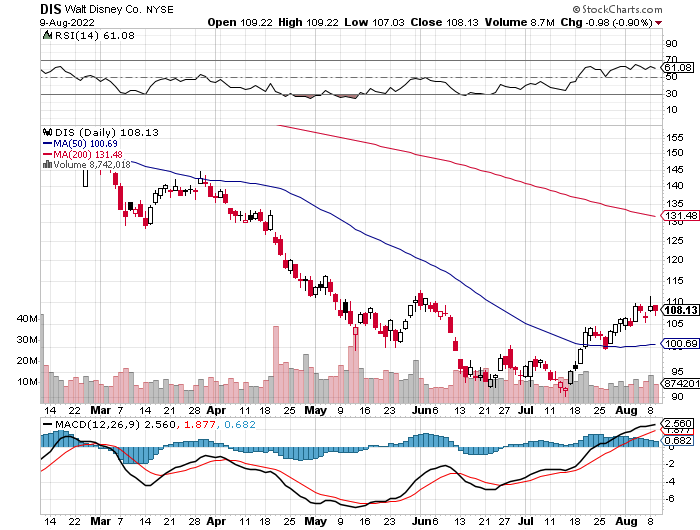 DIS Walt Disney Co. NYSE
© StockCharts.com
9-Aug-2022
Open 109.22 High 109.22 Low 107.03 Close 108.13 Volume 8.7M Chg -0.98 (-0.90%)
RSI(14) 61.08
90
70
61.08
50
30
10
DIS (Daily) 108.13
MA(50) 100.69
MA(200) 131.48
Volume 8,742,018
155
150
145
140
135
131.48
130
125
120
115
110
108.13
105
100.69
95
90
8742018
40M
30M
20M
10M
14 22 Mar 7 14 21 28 Apr 11 18 25 May 9 16 23 Jun 6 13 21 27 Jul 11 18 25 Aug 8
MACD(12,26,9) 2.560, 1.877, 0.682
2.560
1.877
0.682
0
-2
-4
-6
14 22 Mar 7 14 21 28 Apr 11 18 25 May 9 16 23 Jun 6 13 21 27 Jul 11 18 25 Aug 8